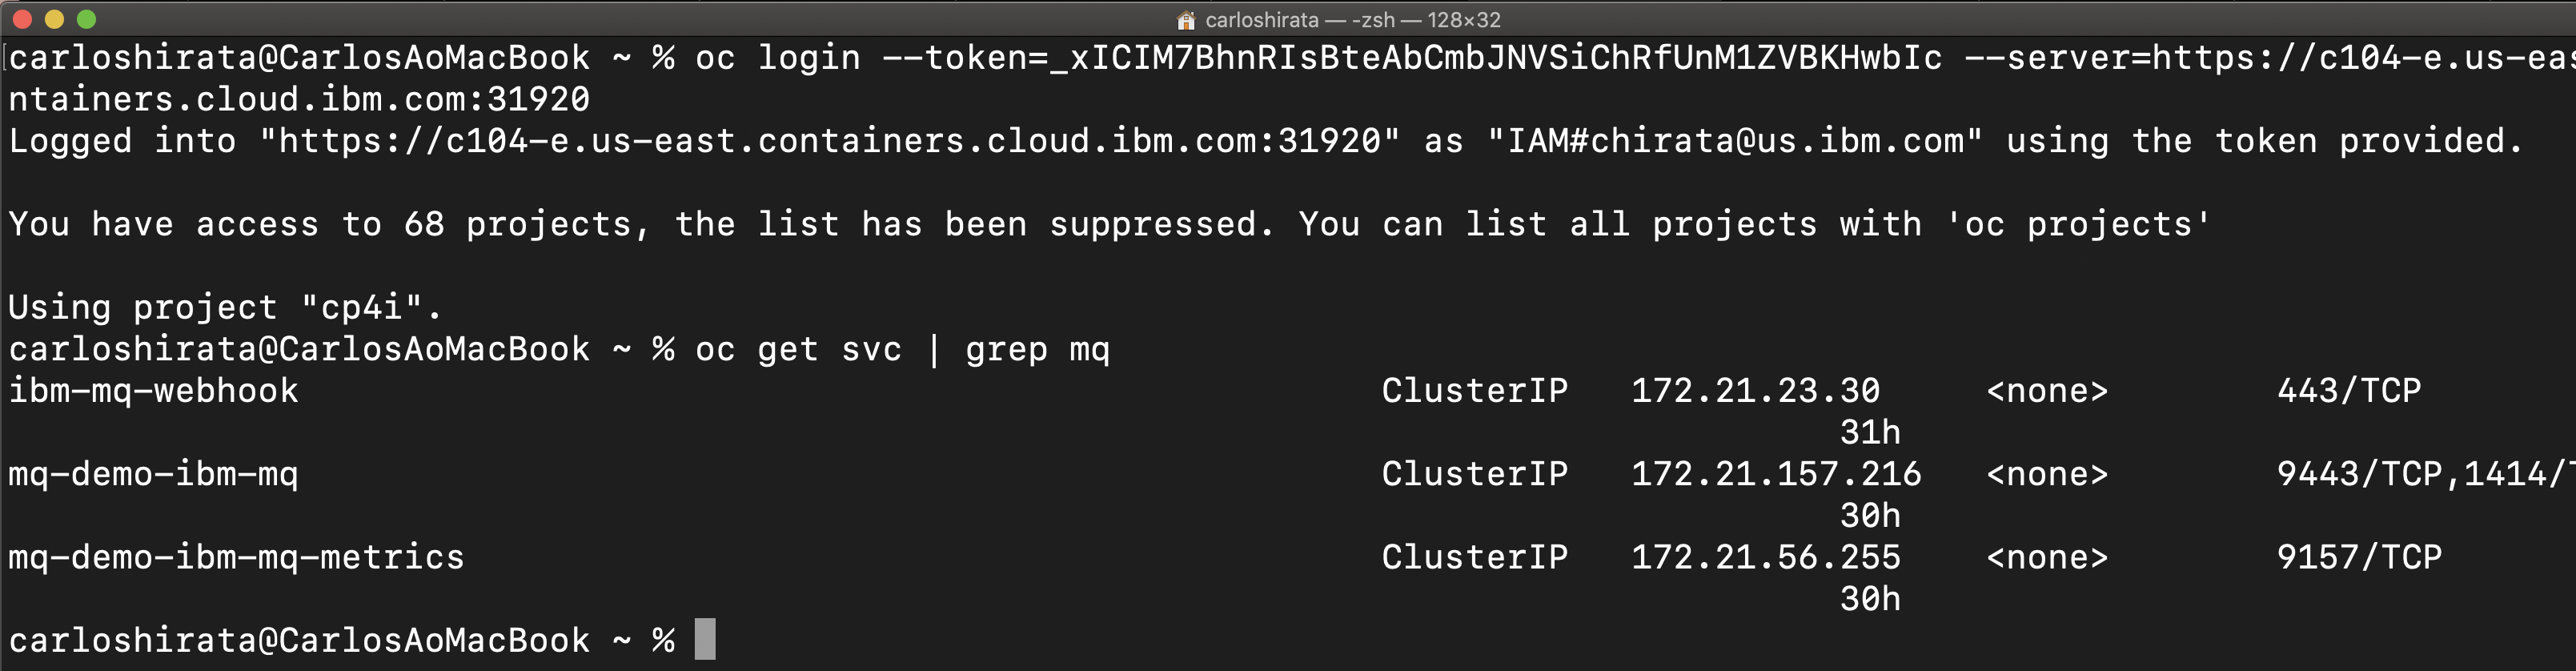 carloshirata — -zsh — 128×32
carloshirata@CarlosAoMacBook ~ % oc login --token=_xICIM7BhnRIsBteAbCmbJNVSiChRfUnM1ZVBKHwbIc --server=https://c104-e.us-eas
ntainers.cloud.ibm.com:31920
Logged into "https://c104-e.us-east.containers.cloud.ibm.com:31920" as "IAM#chirata@us.ibm.com" using the token provided.
You have access to 68 projects, the list has been suppressed. You can list all projects with 'oc projects'
Using project "cp4i".
carloshirata@CarlosAoMacBook ~ % oc get svc | grep mq
ibm-mq-webhook ClusterIP 172.21.23.30 <none> 443/TCP
31h
mq-demo-ibm-mq ClusterIP 172.21.157.216 <none> 9443/TCP,1414/
30h
mq-demo-ibm-mq-metrics ClusterIP 172.21.56.255 <none> 9157/TCP
30h
carloshirata@CarlosAoMacBook ~ %